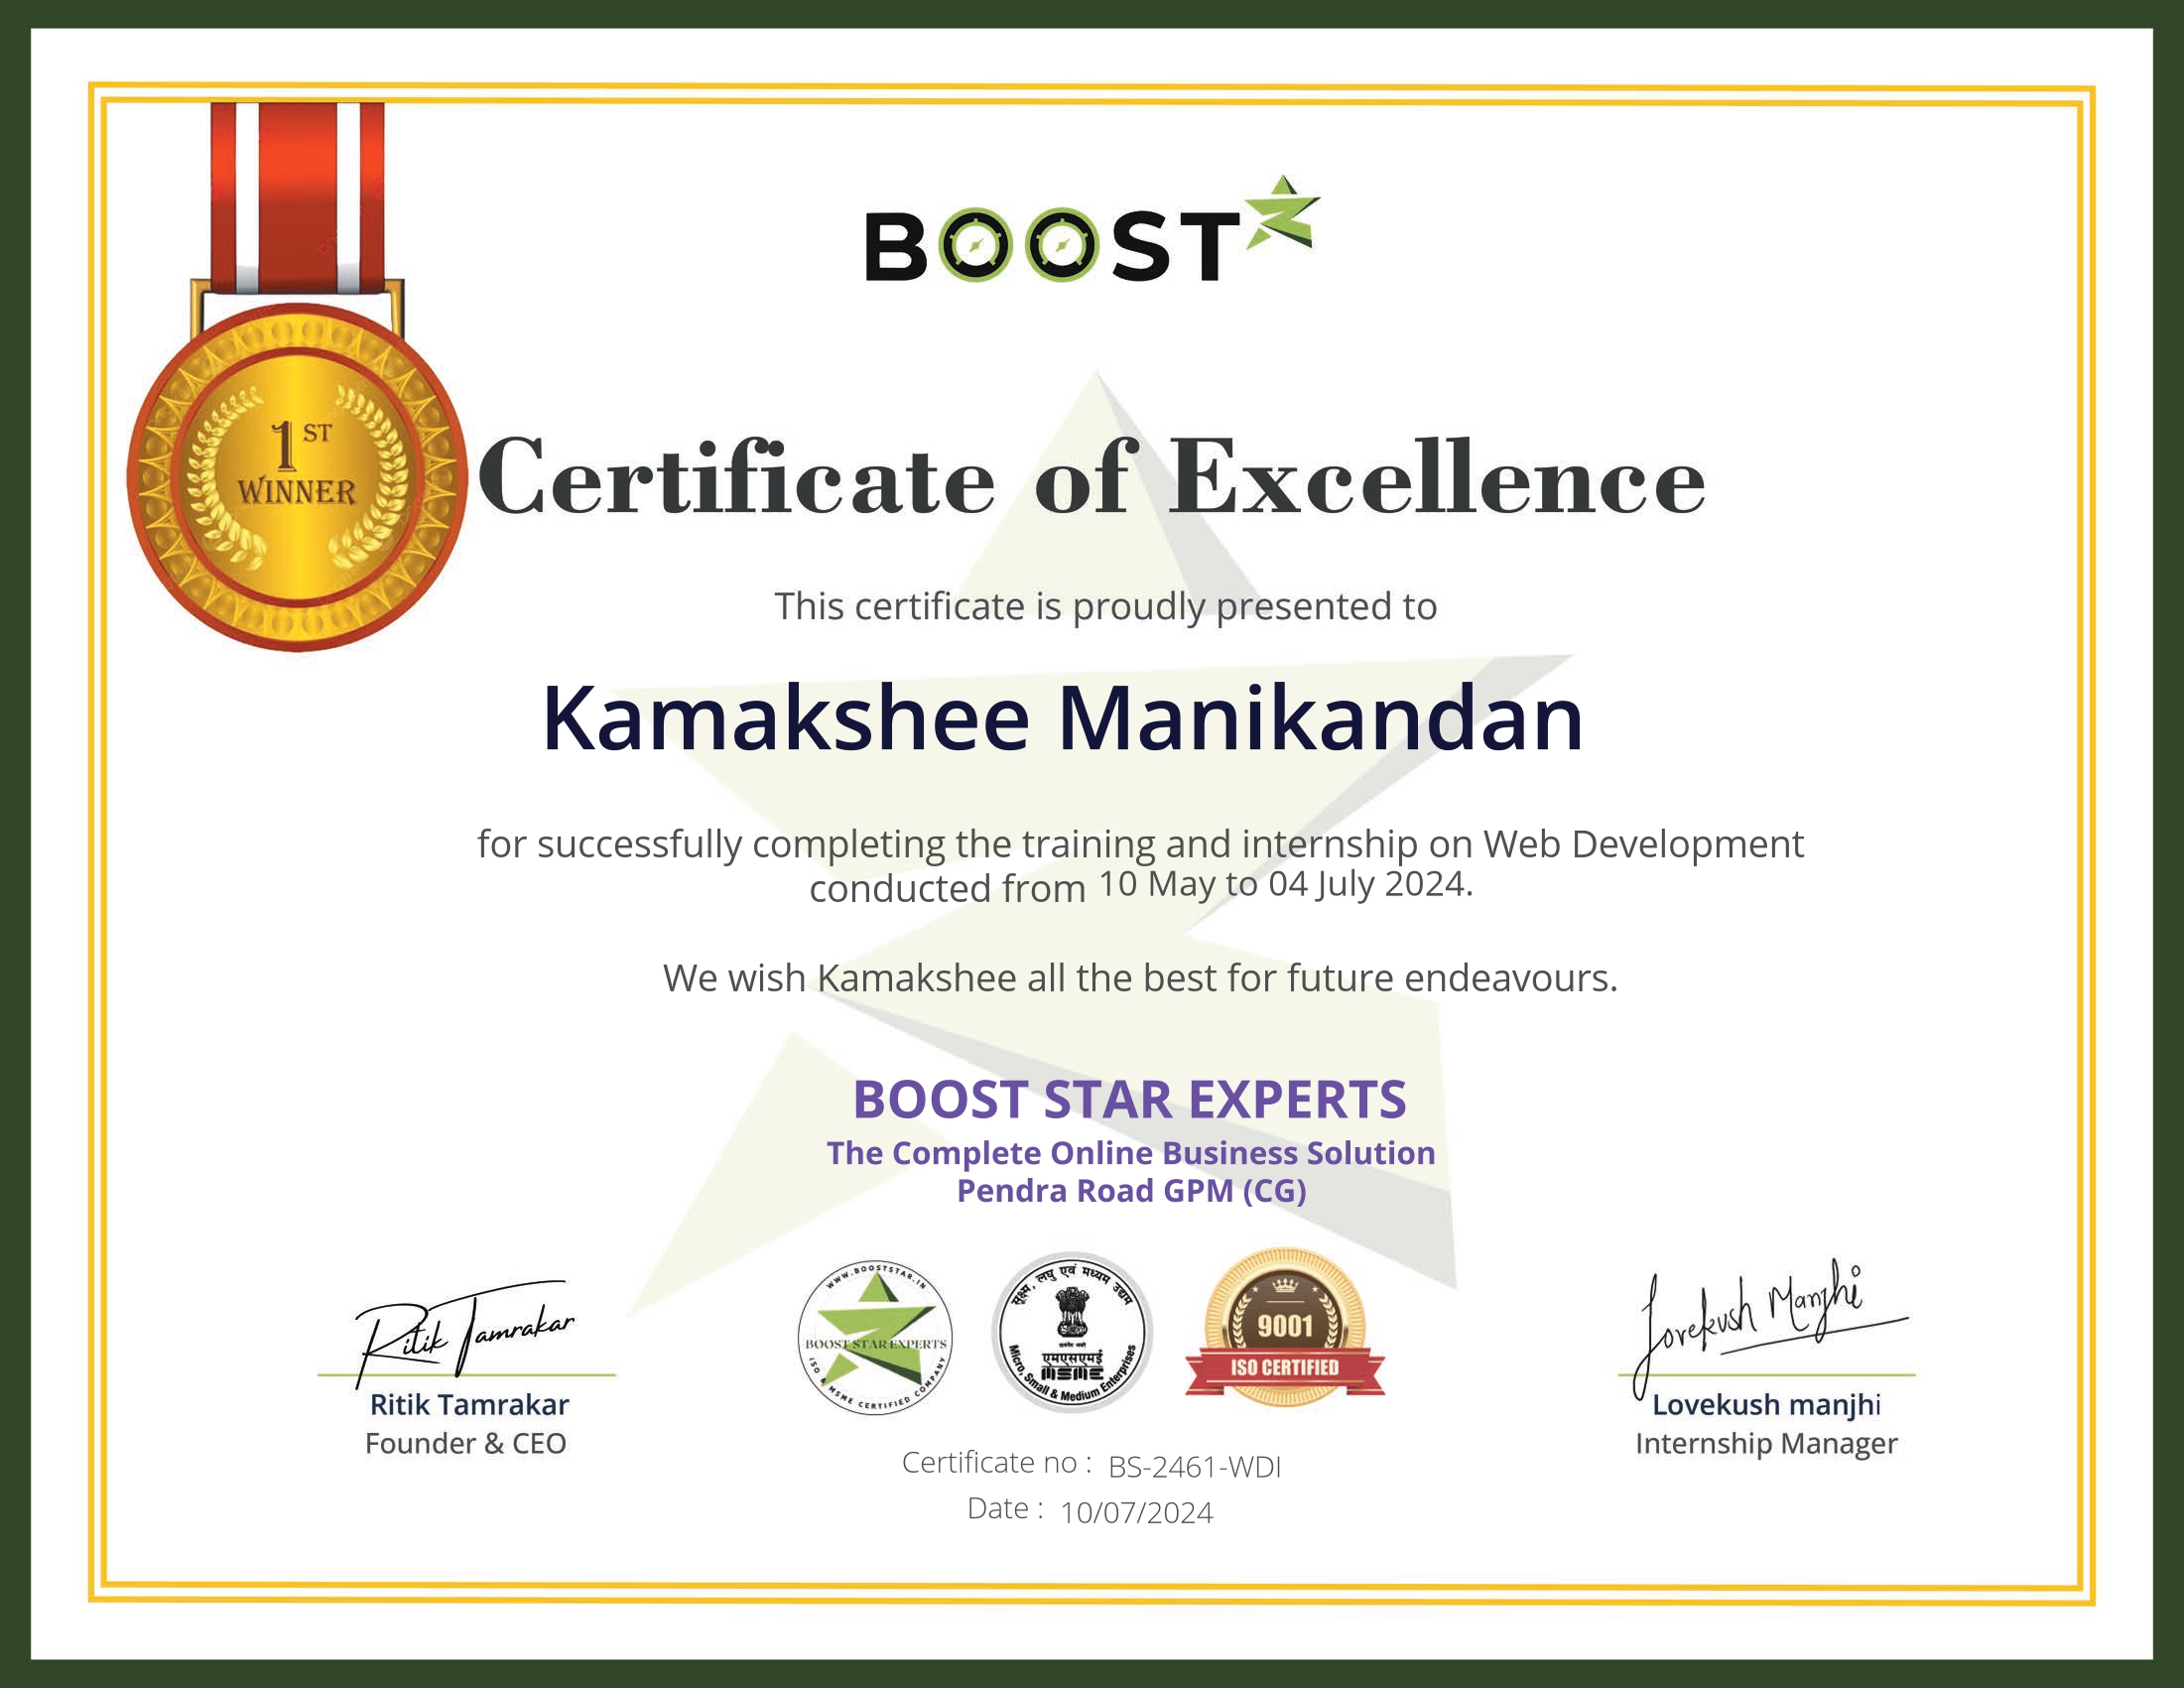 BOOST
1ST
WINNER
Certificate of Excellence
This certificate is proudly presented to
Kamakshee Manikandan
for successfully completing the training and internship on Web Development
conducted from 10 May to 04 July 2024.
We wish Kamakshee all the best for future endeavours.
BOOST STAR EXPERTS
The Complete Online Business Solution
Pendra Road GPM (CG)
Ritik Tamrakar
Ritik Tamrakar
Founder & CEO
WWW.BOOSTSTAR.IN
BOOST STAR EXPERTS
ISO & MSME CERTIFIED COMPANY
सूक्ष्म, लघु एवं मध्यम उद्यम
सत्यमेव जयते
एमएसएमई
MSME
Micro, Small & Medium Enterprises
9001
ISO CERTIFIED
Lovekush Manjhi
Lovekush manjhi
Internship Manager
Certificate no : BS-2461-WDI
Date : 10/07/2024